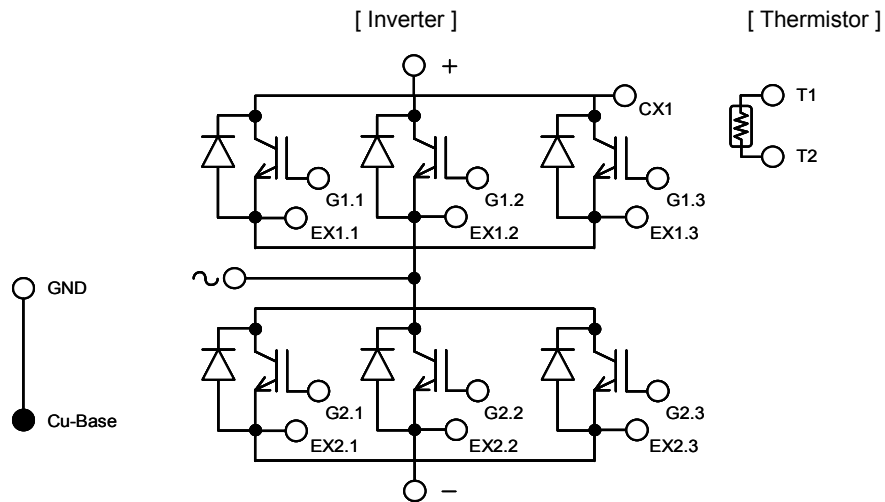 [ Inverter ]
[ Thermistor ]
+
CX1
T1
T2
G1.1
G1.2
G1.3
EX1.1
EX1.2
EX1.3
~
GND
G2.1
G2.2
G2.3
Cu-Base
EX2.1
EX2.2
EX2.3
−